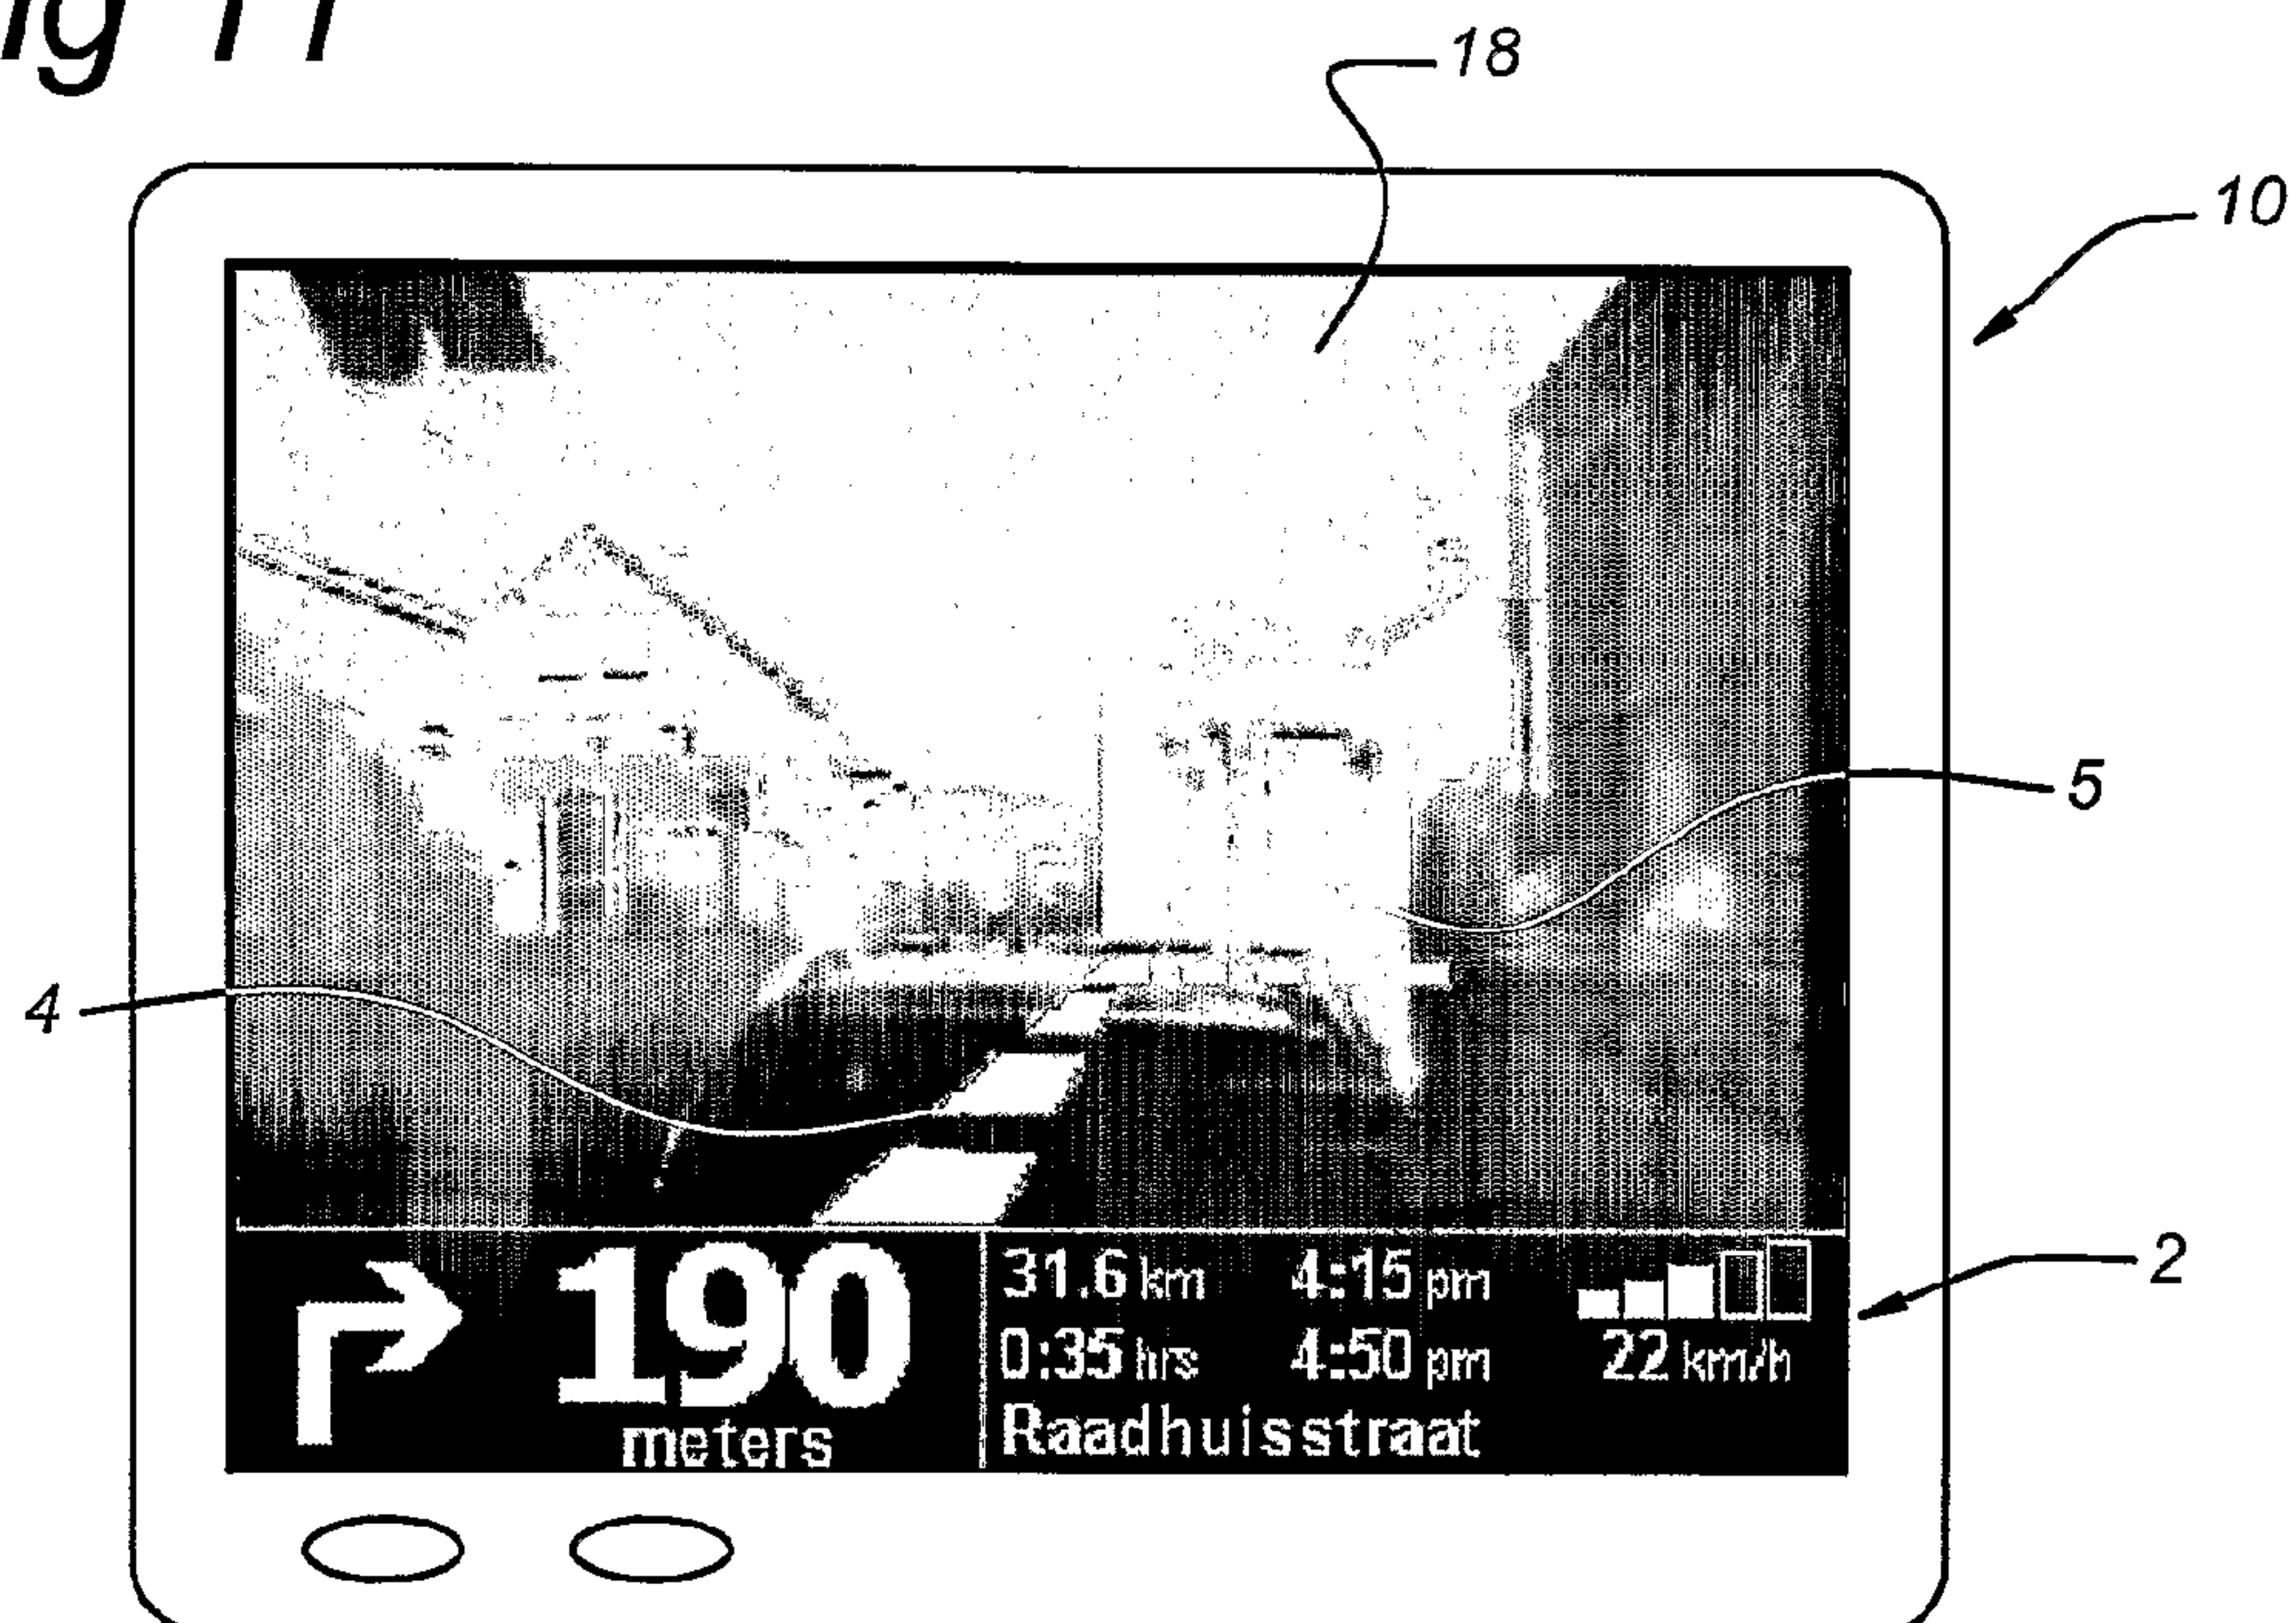 ig 11
18
10
5
4
2
190
meters
31.6 km 4:15 pm
0:35 hrs 4:50 pm
22 km/h
Raadhuisstraat